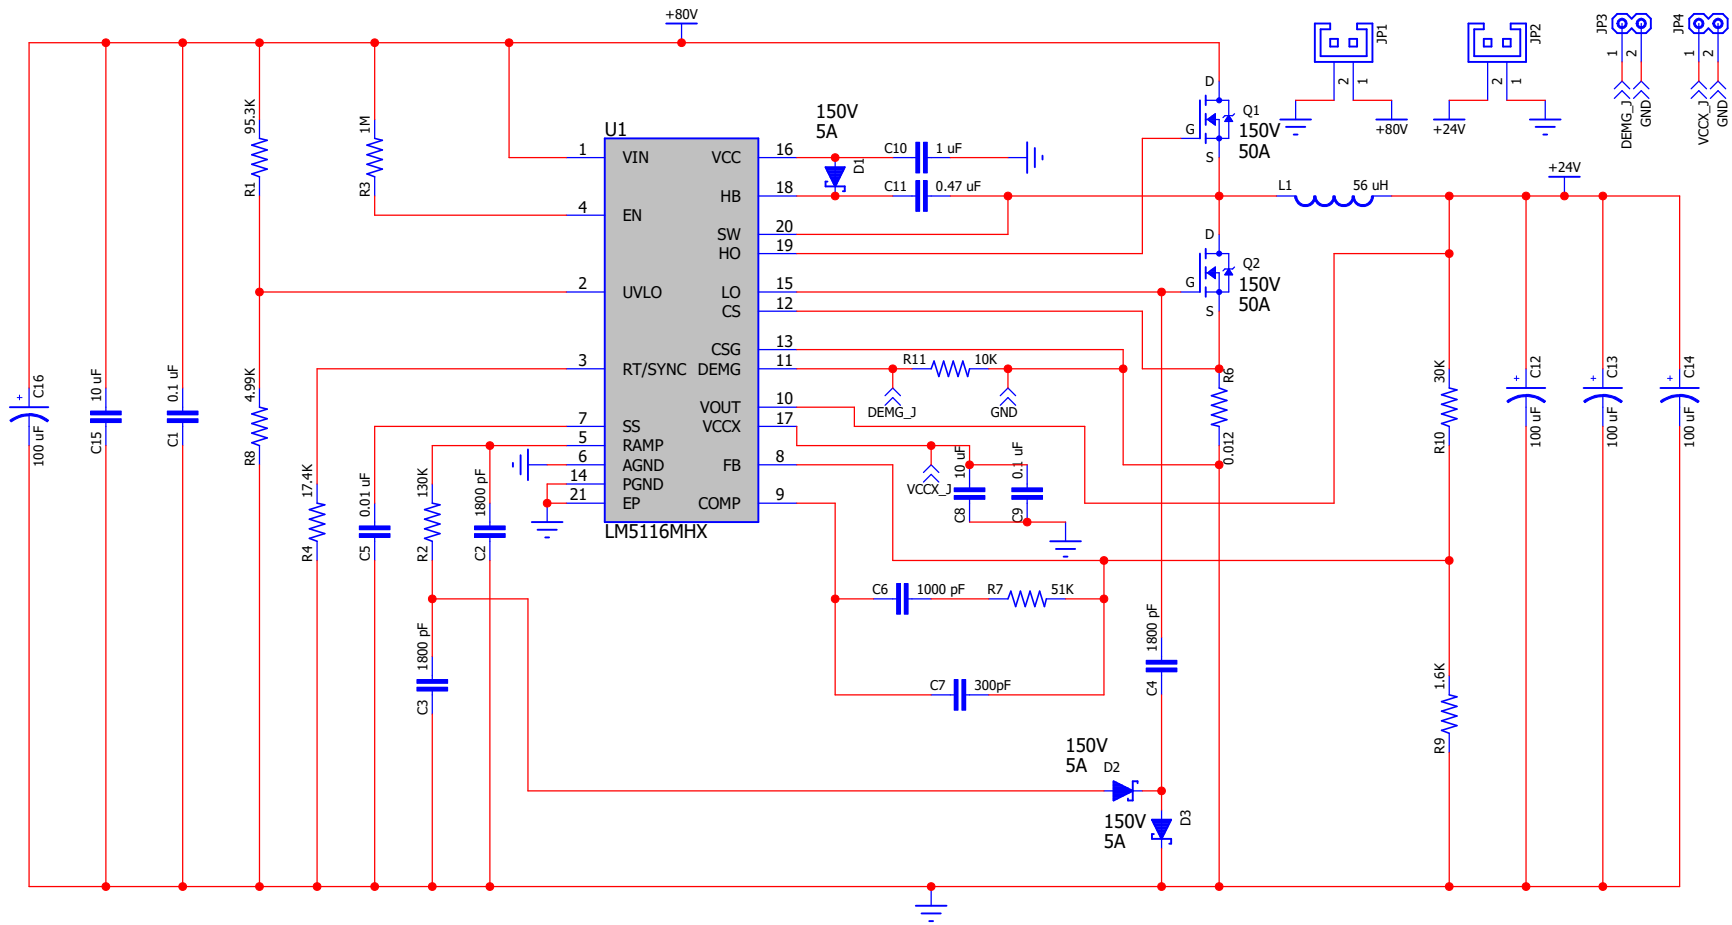 +80V
JP1
2
1
+80V
JP2
2
1
+24V
JP3
1
2
DEMG_J
GND
JP4
1
2
VCCX_J
GND
95.3K
R1
1M
R3
U1
1 VIN
4 EN
2 UVLO
3 RT/SYNC
7 SS
5 RAMP
6 AGND
14 PGND
21 EP
VCC 16
HB 18
SW 20
HO 19
LO 15
CS 12
CSG 13
DEMG 11
VOUT 10
VCCX 17
FB 8
COMP 9
LM5116MHX
150V
5A
D1
C10 1 uF
C11 0.47 uF
D
G
S
Q1
150V
50A
L1 56 uH
+24V
D
G
S
Q2
150V
50A
R11 10K
DEMG_J
GND
R6
0.012
+
C16
100 uF
10 uF
C15
0.1 uF
C1
4.99K
R8
17.4K
R4
0.01 uF
C5
130K
R2
1800 pF
C2
1800 pF
C3
VCCX_J
10 uF
C8
0.1 uF
C9
C6 1000 pF R7 51K
C7 300pF
1800 pF
C4
150V
5A D2
150V
5A
D3
30K
R10
1.6K
R9
+
C12
100 uF
+
C13
100 uF
+
C14
100 uF